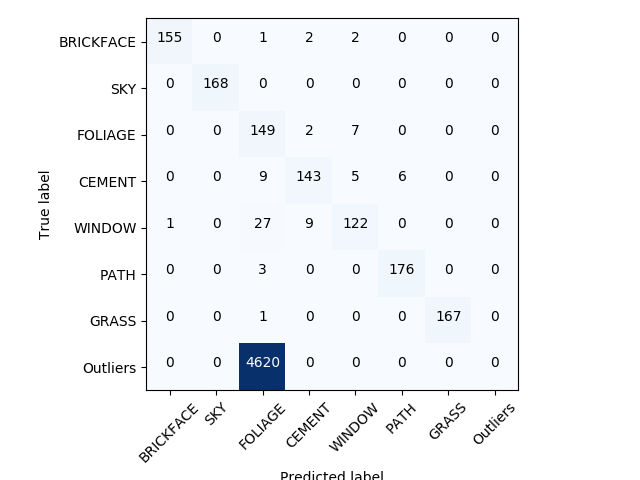 BRICKFACE 155 0 1 2 2 0 0 0
SKY 0 168 0 0 0 0 0 0
FOLIAGE 0 0 149 2 7 0 0 0
CEMENT 0 0 9 143 5 6 0 0
WINDOW 1 0 27 9 122 0 0 0
PATH 0 0 3 0 0 176 0 0
GRASS 0 0 1 0 0 0 167 0
Outliers 0 0 4620 0 0 0 0 0
True label
BRICKFACE SKY FOLIAGE CEMENT WINDOW PATH GRASS Outliers
Predicted label